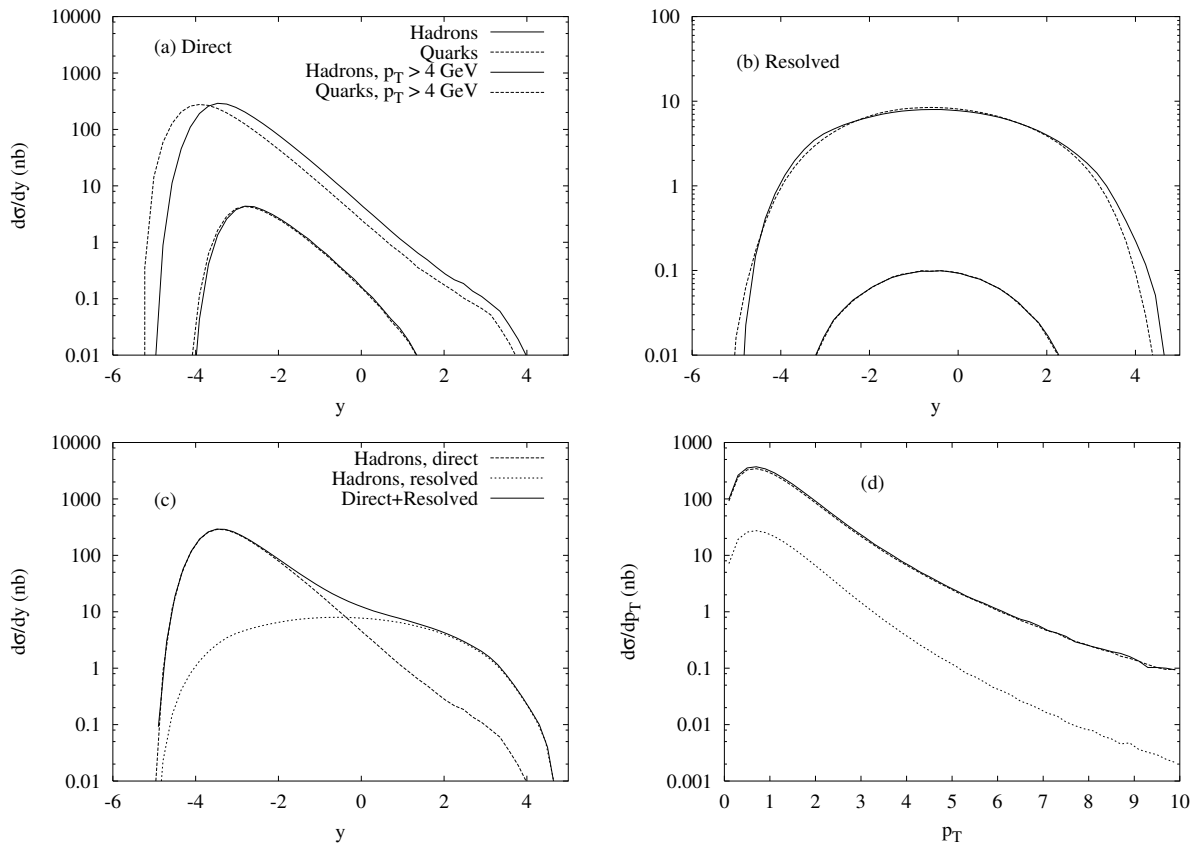 (a) Direct
Hadrons
Quarks
Hadrons, p_T > 4 GeV
Quarks, p_T > 4 GeV
10000
1000
100
10
1
0.1
0.01
dσ/dy (nb)
-6 -4 -2 0 2 4
y
(b) Resolved
100
10
1
0.1
0.01
-6 -4 -2 0 2 4
y
(c)
Hadrons, direct
Hadrons, resolved
Direct+Resolved
10000
1000
100
10
1
0.1
0.01
dσ/dy (nb)
-6 -4 -2 0 2 4
y
(d)
1000
100
10
1
0.1
0.01
0.001
dσ/dp_T (nb)
0 1 2 3 4 5 6 7 8 9 10
p_T